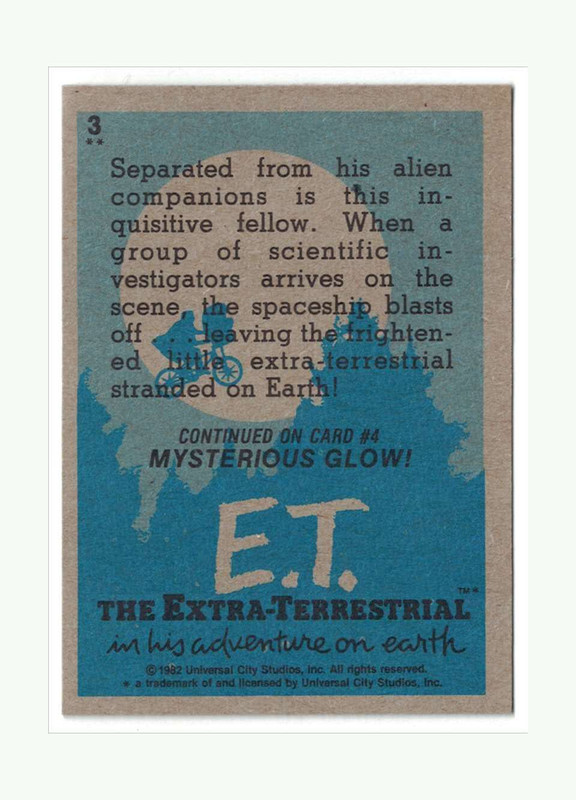 3
**
Separated from his alien
companions is this in-
quisitive fellow. When a
group of scientific in-
vestigators arrives on the
scene, the spaceship blasts
off . . .leaving the frighten-
ed little extra-terrestrial
stranded on Earth!
CONTINUED ON CARD #4
MYSTERIOUS GLOW!
E.T.
THE EXTRA-TERRESTRIAL™*
in his adventure on earth
© 1982 Universal City Studios, Inc. All rights reserved.
* a trademark of and licensed by Universal City Studios, Inc.